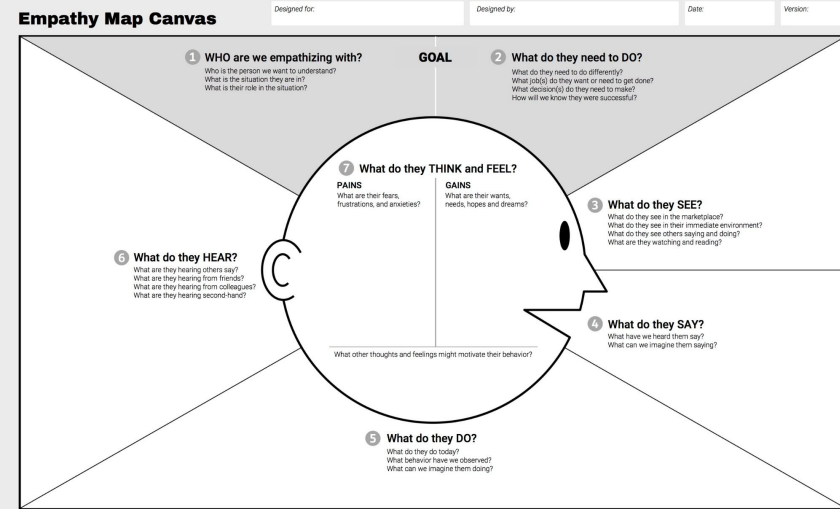 Empathy Map Canvas
Designed for:
Designed by:
Date:
Version:
1 WHO are we empathizing with?
Who is the person we want to understand?
What is the situation they are in?
What is their role in the situation?
GOAL
2 What do they need to DO?
What do they need to do differently?
What job(s) do they want or need to get done?
What decision(s) do they need to make?
How will we know they were successful?
3 What do they SEE?
What do they see in the marketplace?
What do they see in their immediate environment?
What do they see others saying and doing?
What are they watching and reading?
4 What do they SAY?
What have we heard them say?
What can we imagine them saying?
5 What do they DO?
What do they do today?
What behavior have we observed?
What can we imagine them doing?
6 What do they HEAR?
What are they hearing others say?
What are they hearing from friends?
What are they hearing from colleagues?
What are they hearing second-hand?
7 What do they THINK and FEEL?
PAINS
What are their fears,
frustrations, and anxieties?
GAINS
What are their wants,
needs, hopes and dreams?
What other thoughts and feelings might motivate their behavior?